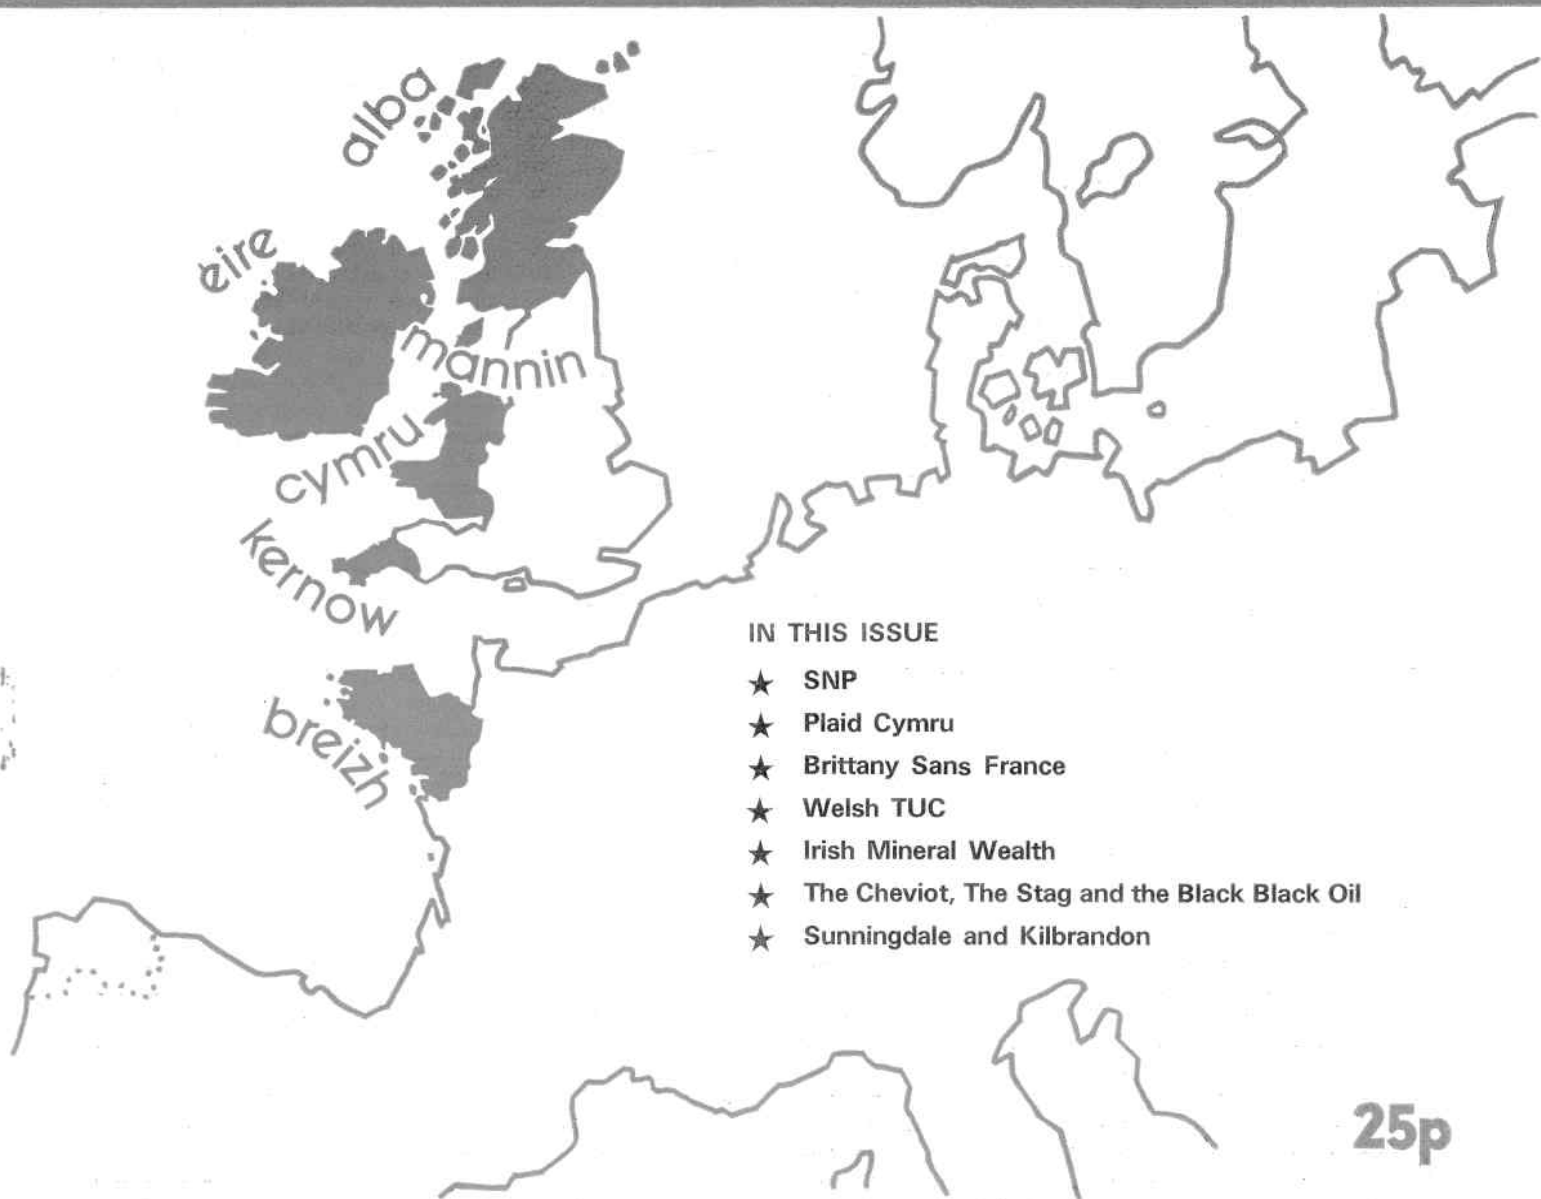 alba
éire
mannin
cymru
kernow
breizh
IN THIS ISSUE
★ SNP
★ Plaid Cymru
★ Brittany Sans France
★ Welsh TUC
★ Irish Mineral Wealth
★ The Cheviot, The Stag and the Black Black Oil
★ Sunningdale and Kilbrandon
25p